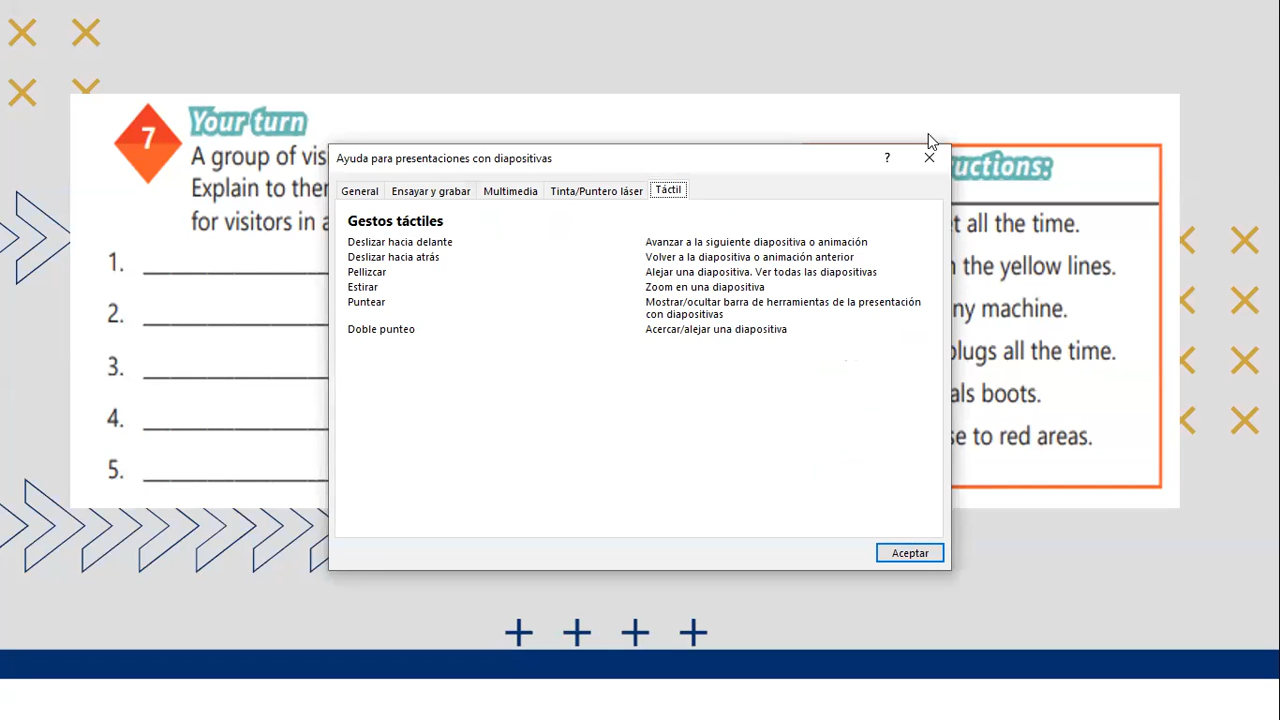 7
Your turn
A group of vis
Explain to ther
for visitors in a
1.
2.
3.
4.
5.
Ayuda para presentaciones con diapositivas
?
General
Ensayar y grabar
Multimedia
Tinta/Puntero láser
Táctil
Gestos táctiles
Deslizar hacia delante Avanzar a la siguiente diapositiva o animación
Deslizar hacia atrás Volver a la diapositiva o animación anterior
Pellizcar Alejar una diapositiva. Ver todas las diapositivas
Estirar Zoom en una diapositiva
Puntear Mostrar/ocultar barra de herramientas de la presentación
con diapositivas
Doble punteo Acercar/alejar una diapositiva
Aceptar
uctions:
t all the time.
the yellow lines.
ny machine.
plugs all the time.
als boots.
se to red areas.